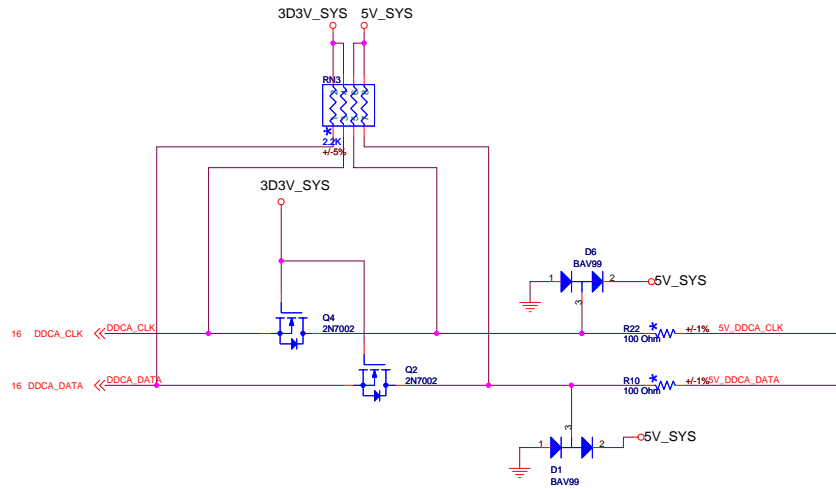 3D3V_SYS 5V_SYS
RN3
2.2K
+/-5%
3D3V_SYS
D6
BAV99
1 2 5V_SYS
3
Q4
2N7002
R22
100 Ohm
+/-1% 5V_DDCA_CLK
16 DDCA_CLK DDCA_CLK
Q2
2N7002
R10
100 Ohm
+/-1% 5V_DDCA_DATA
16 DDCA_DATA DDCA_DATA
3
1 2 5V_SYS
D1
BAV99